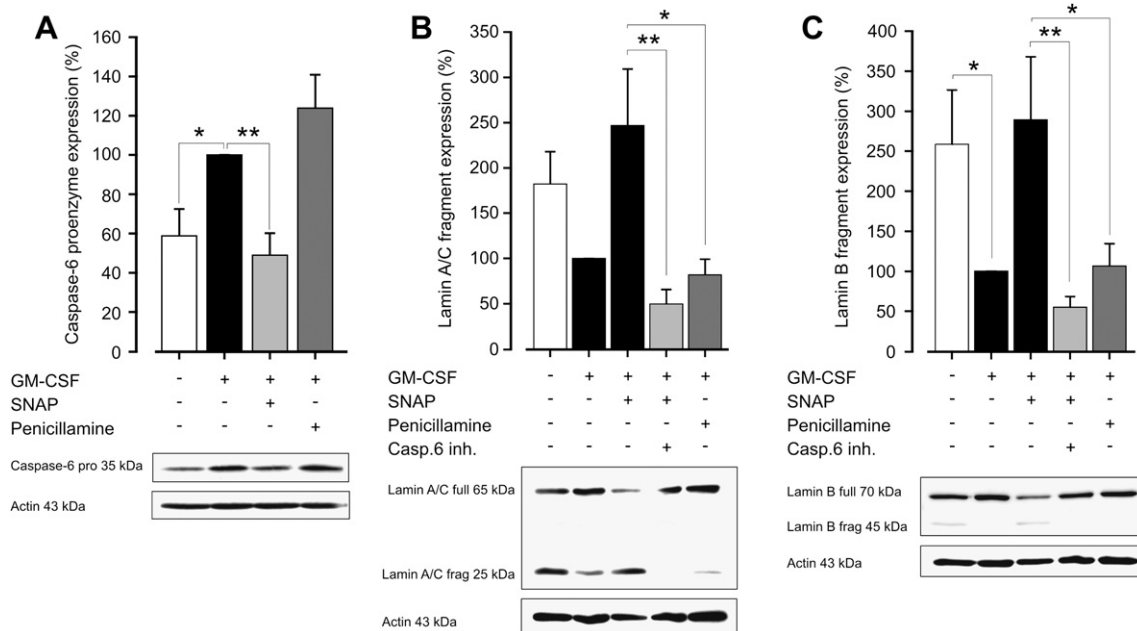 A
Caspase-6 proenzyme expression (%)
160
140
120
100
80
60
40
20
0
* **
GM-CSF - + + +
SNAP - - + -
Penicillamine - - - +
Caspase-6 pro 35 kDa
Actin 43 kDa
B
Lamin A/C fragment expression (%)
350
300
250
200
150
100
50
0
*
**
GM-CSF - + + + +
SNAP - - + + -
Penicillamine - - - - +
Casp.6 inh. - - - + -
Lamin A/C full 65 kDa
Lamin A/C frag 25 kDa
Actin 43 kDa
C
Lamin B fragment expression (%)
400
350
300
250
200
150
100
50
0
*
**
*
GM-CSF - + + + +
SNAP - - + + -
Penicillamine - - - - +
Casp.6 inh. - - - + -
Lamin B full 70 kDa
Lamin B frag 45 kDa
Actin 43 kDa